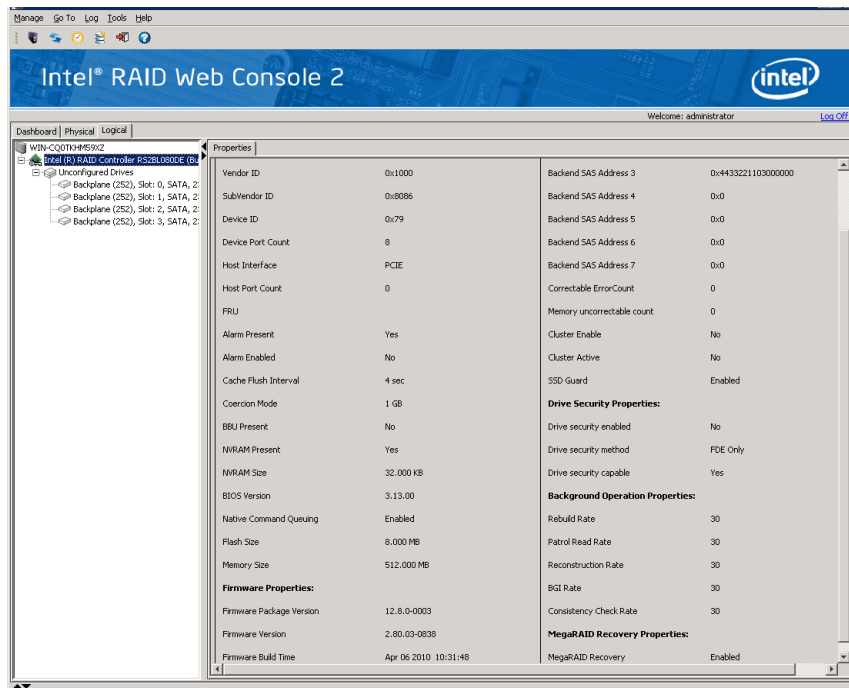 Manage Go To Log Tools Help
Intel® RAID Web Console 2
intel
Welcome: administrator Log Off
Dashboard Physical Logical
WIN-CQ0TKHM59XZ
Intel (R) RAID Controller RS2BL080DE (Bu
Unconfigured Drives
Backplane (252), Slot: 0, SATA, 2
Backplane (252), Slot: 1, SATA, 2
Backplane (252), Slot: 2, SATA, 2
Backplane (252), Slot: 3, SATA, 2
Properties
Vendor ID 0x1000 Backend SAS Address 3 0x4433221103000000
SubVendor ID 0x8086 Backend SAS Address 4 0x0
Device ID 0x79 Backend SAS Address 5 0x0
Device Port Count 8 Backend SAS Address 6 0x0
Host Interface PCIE Backend SAS Address 7 0x0
Host Port Count 0 Correctable ErrorCount 0
FRU Memory uncorrectable count 0
Alarm Present Yes Cluster Enable No
Alarm Enabled No Cluster Active No
Cache Flush Interval 4 sec SSD Guard Enabled
Coercion Mode 1 GB Drive Security Properties:
BBU Present No Drive security enabled No
NVRAM Present Yes Drive security method FDE Only
NVRAM Size 32.000 KB Drive security capable Yes
BIOS Version 3.13.00 Background Operation Properties:
Native Command Queuing Enabled Rebuild Rate 30
Flash Size 8.000 MB Patrol Read Rate 30
Memory Size 512.000 MB Reconstruction Rate 30
Firmware Properties: BGI Rate 30
Firmware Package Version 12.8.0-0003 Consistency Check Rate 30
Firmware Version 2.80.03-0838 MegaRAID Recovery Properties:
Firmware Build Time Apr 06 2010 10:31:48 MegaRAID Recovery Enabled